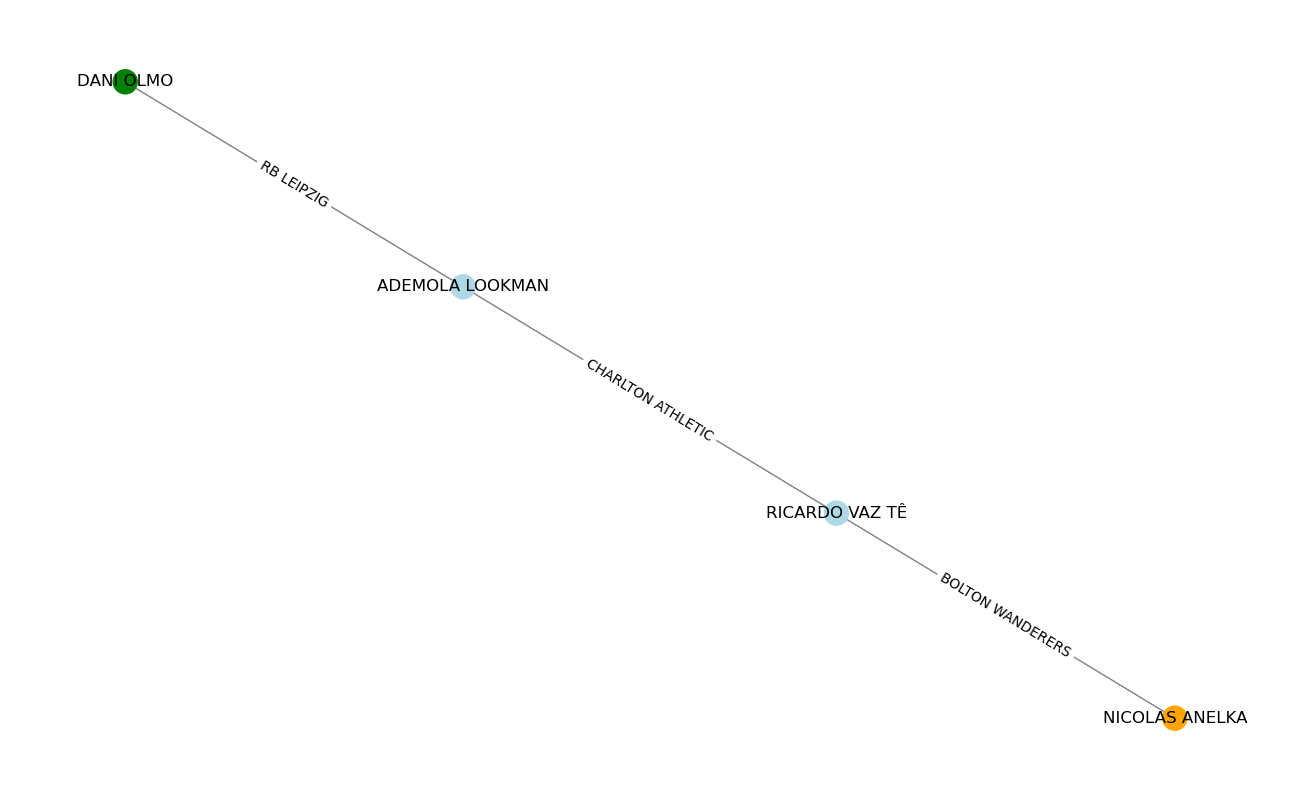 DANI OLMO
RB LEIPZIG
ADEMOLA LOOKMAN
CHARLTON ATHLETIC
RICARDO VAZ TÊ
BOLTON WANDERERS
NICOLAS ANELKA